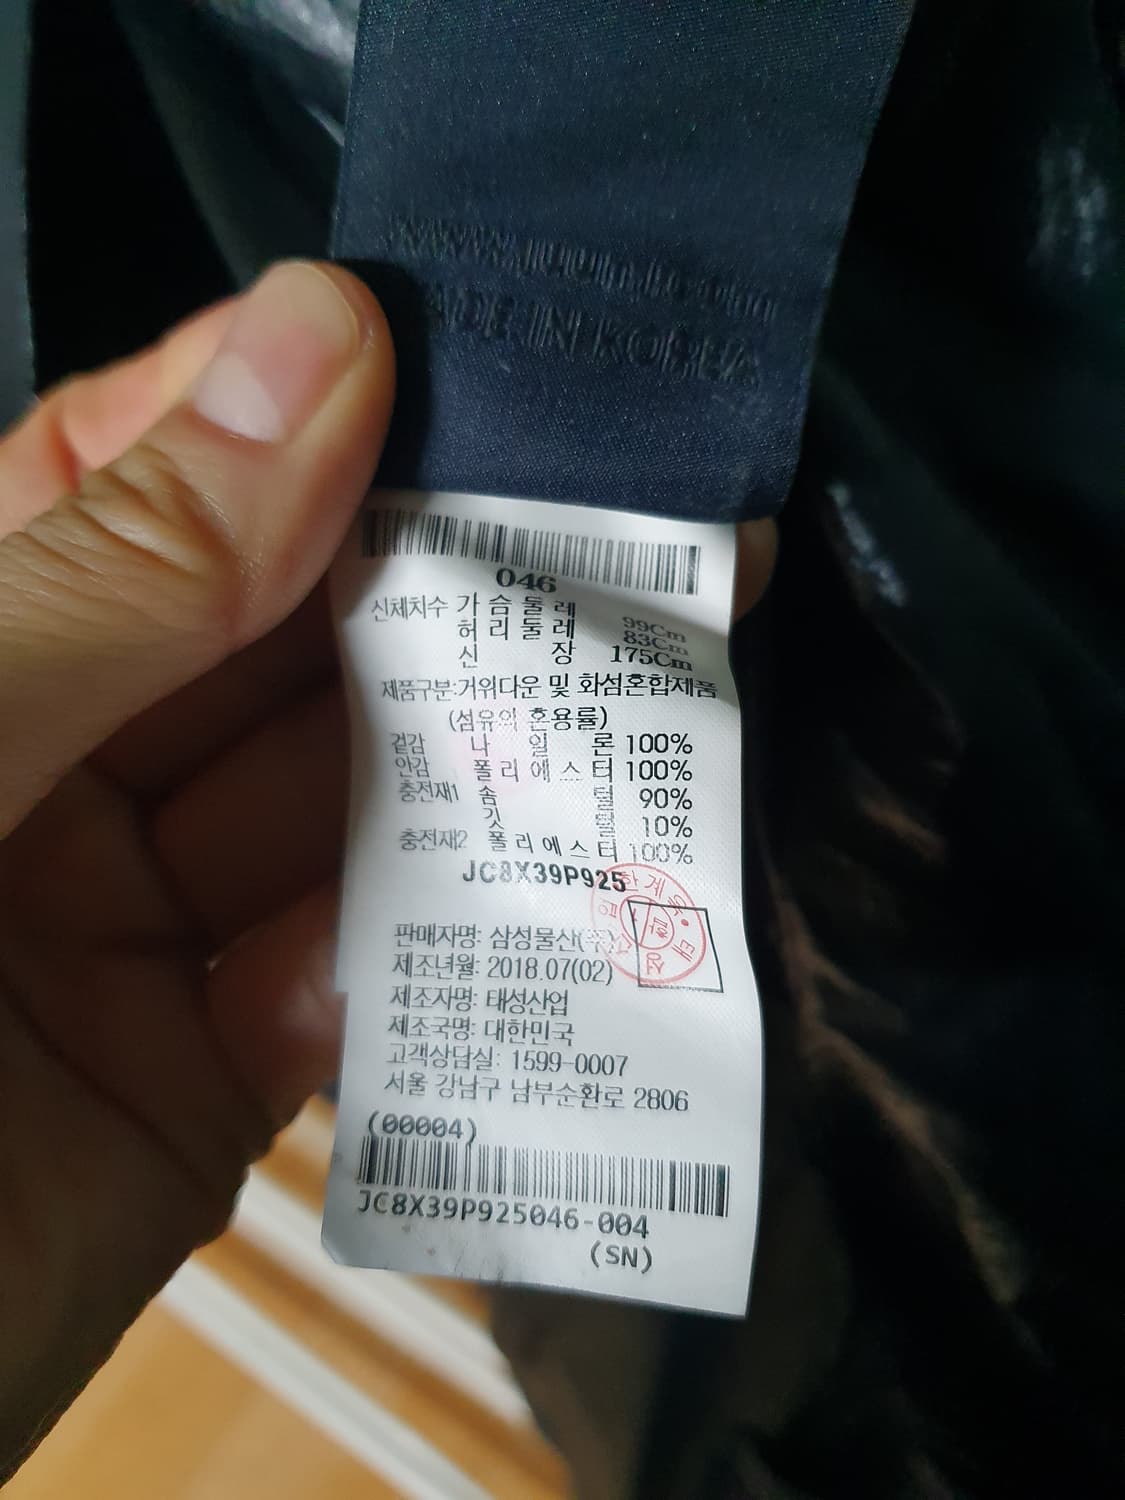 MADE IN KOREA
046
신체치수 가슴둘레 99Cm
허리둘레 83Cm
신 장 175Cm
제품구분:거위다운 및 화섬혼합제품
(섬유의 혼용률)
겉감 나 일 론 100%
안감 폴리에스터 100%
충전재1 솜 털 90%
깃 털 10%
충전재2 폴리에스터 100%
JC8X39P925
판매자명: 삼성물산(주)
제조년월: 2018.07(02)
제조자명: 태성산업
제조국명: 대한민국
고객상담실: 1599-0007
서울 강남구 남부순환로 2806
(00004)
JC8X39P925046-004
(SN)